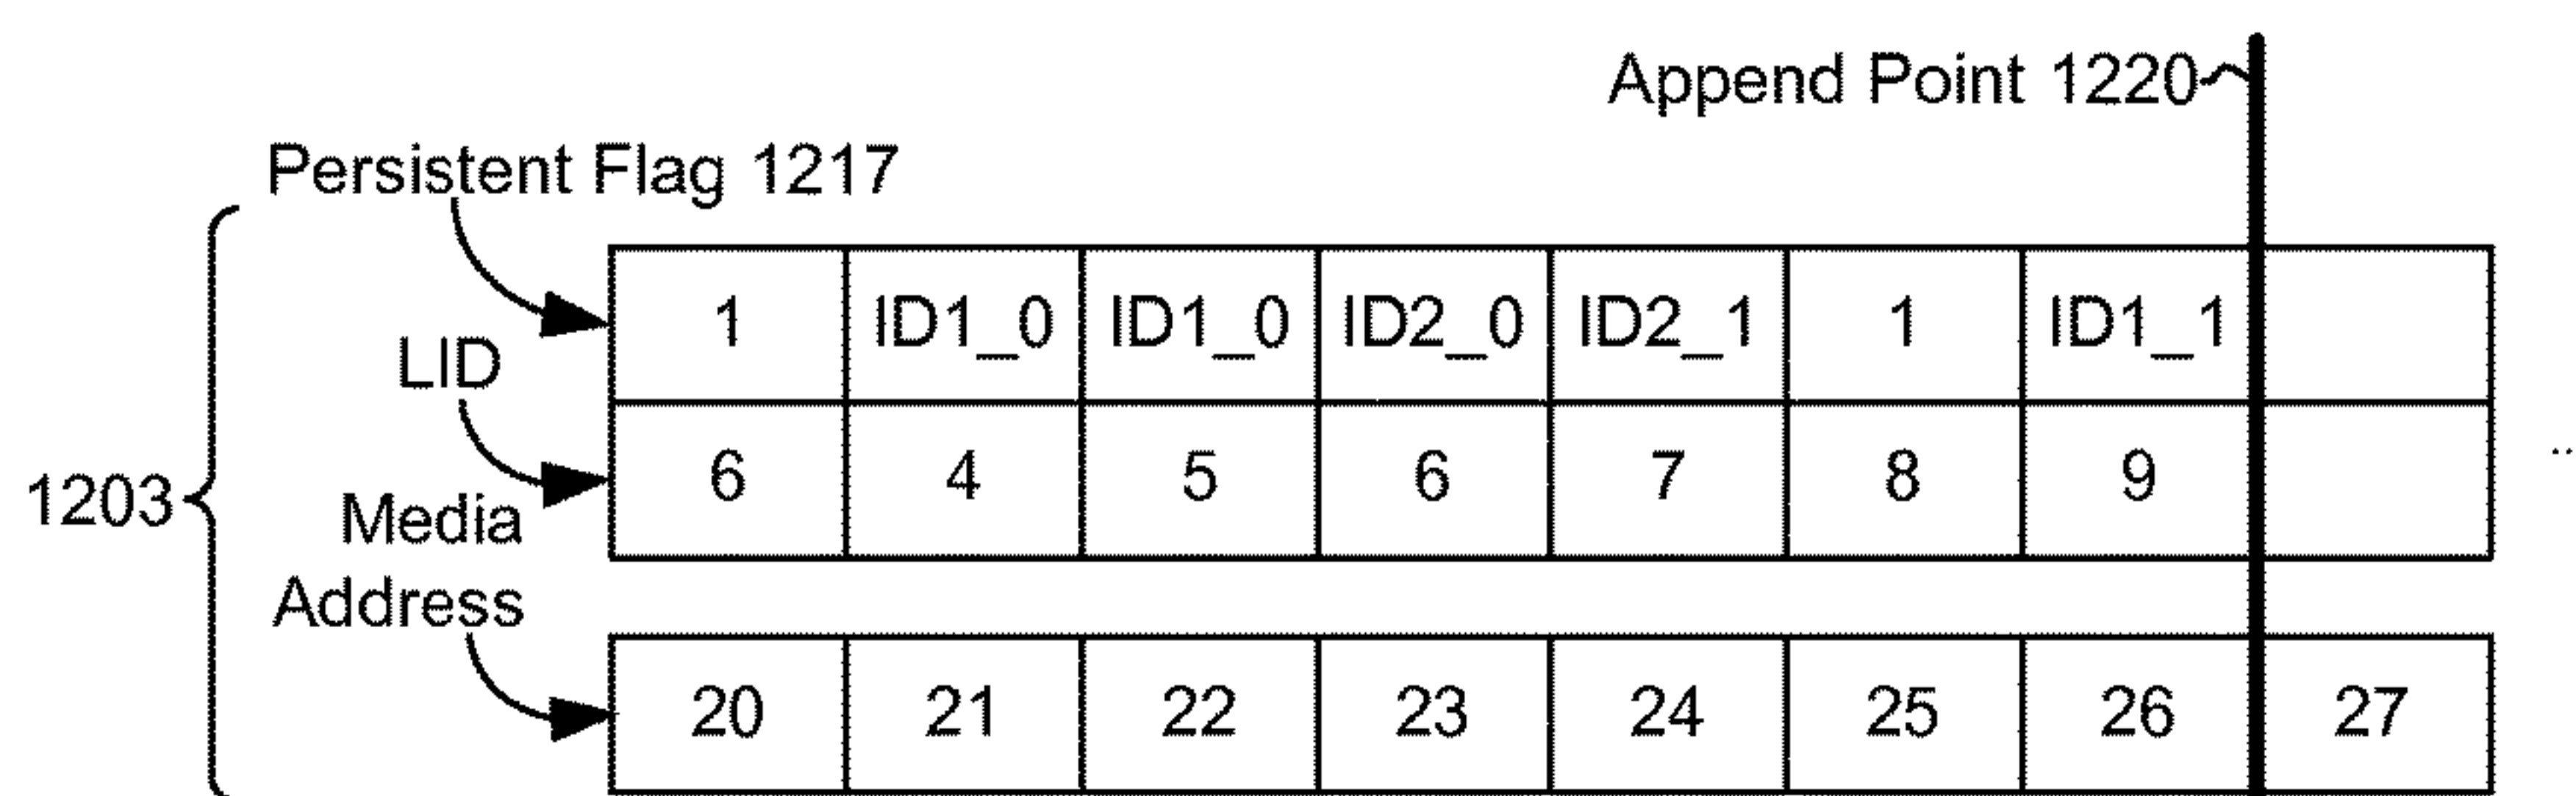 Append Point 1220
Persistent Flag 1217
1 ID1_0 ID1_0 ID2_0 ID2_1 1 ID1_1
LID
6 4 5 6 7 8 9 ..
1203
Media
Address
20 21 22 23 24 25 26 27